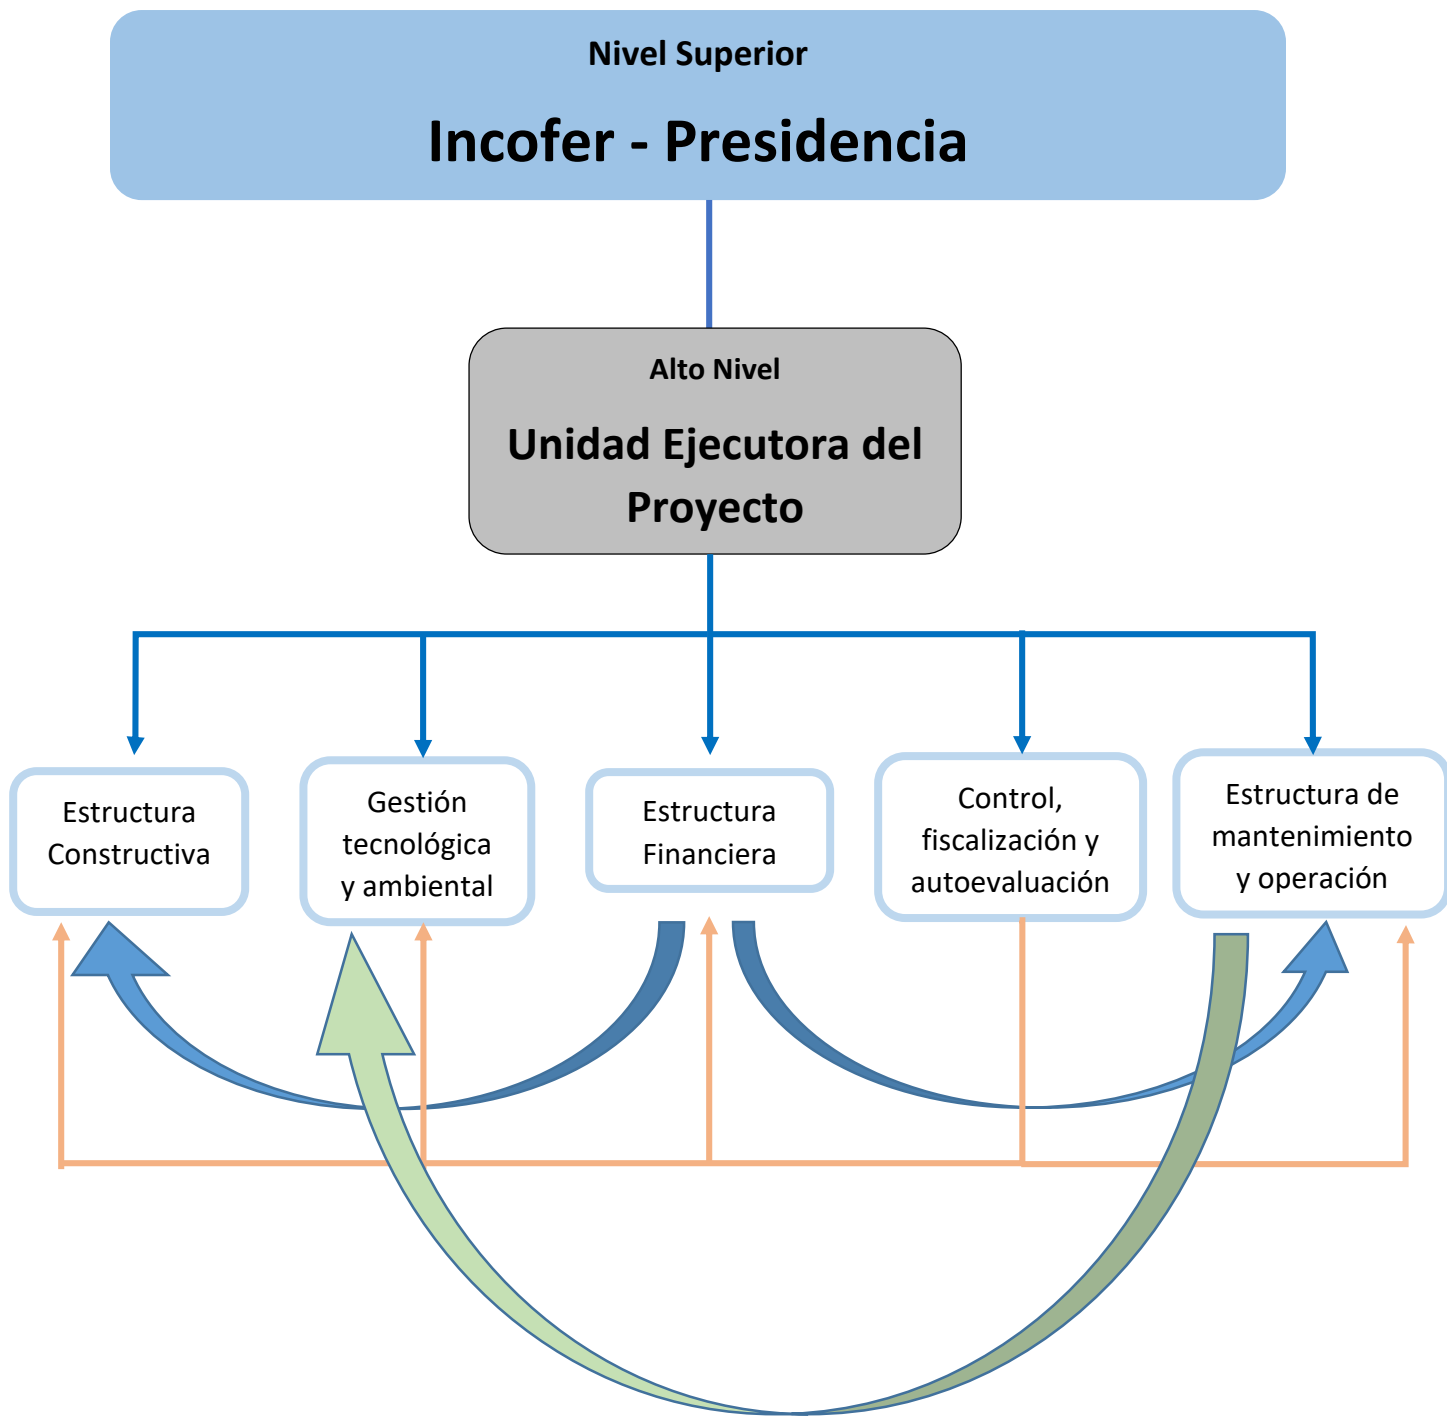 Nivel Superior
Incofer - Presidencia
Alto Nivel
Unidad Ejecutora del
Proyecto
Estructura
Constructiva
Gestión
tecnológica
y ambiental
Estructura
Financiera
Control,
fiscalización y
autoevaluación
Estructura de
mantenimiento
y operación